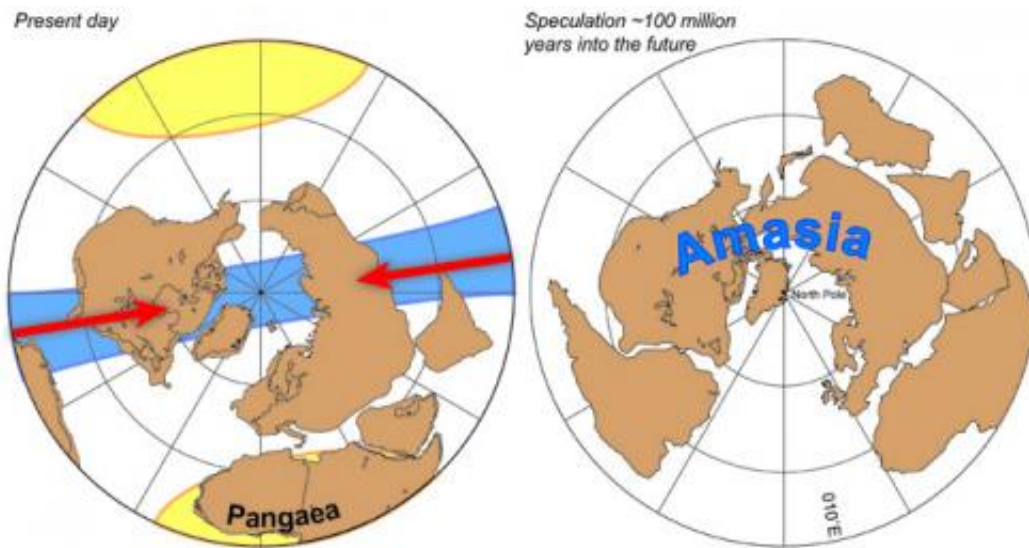 Present day
Speculation ~100 million
years into the future
Amasia
North Pole
Pangaea
010°E